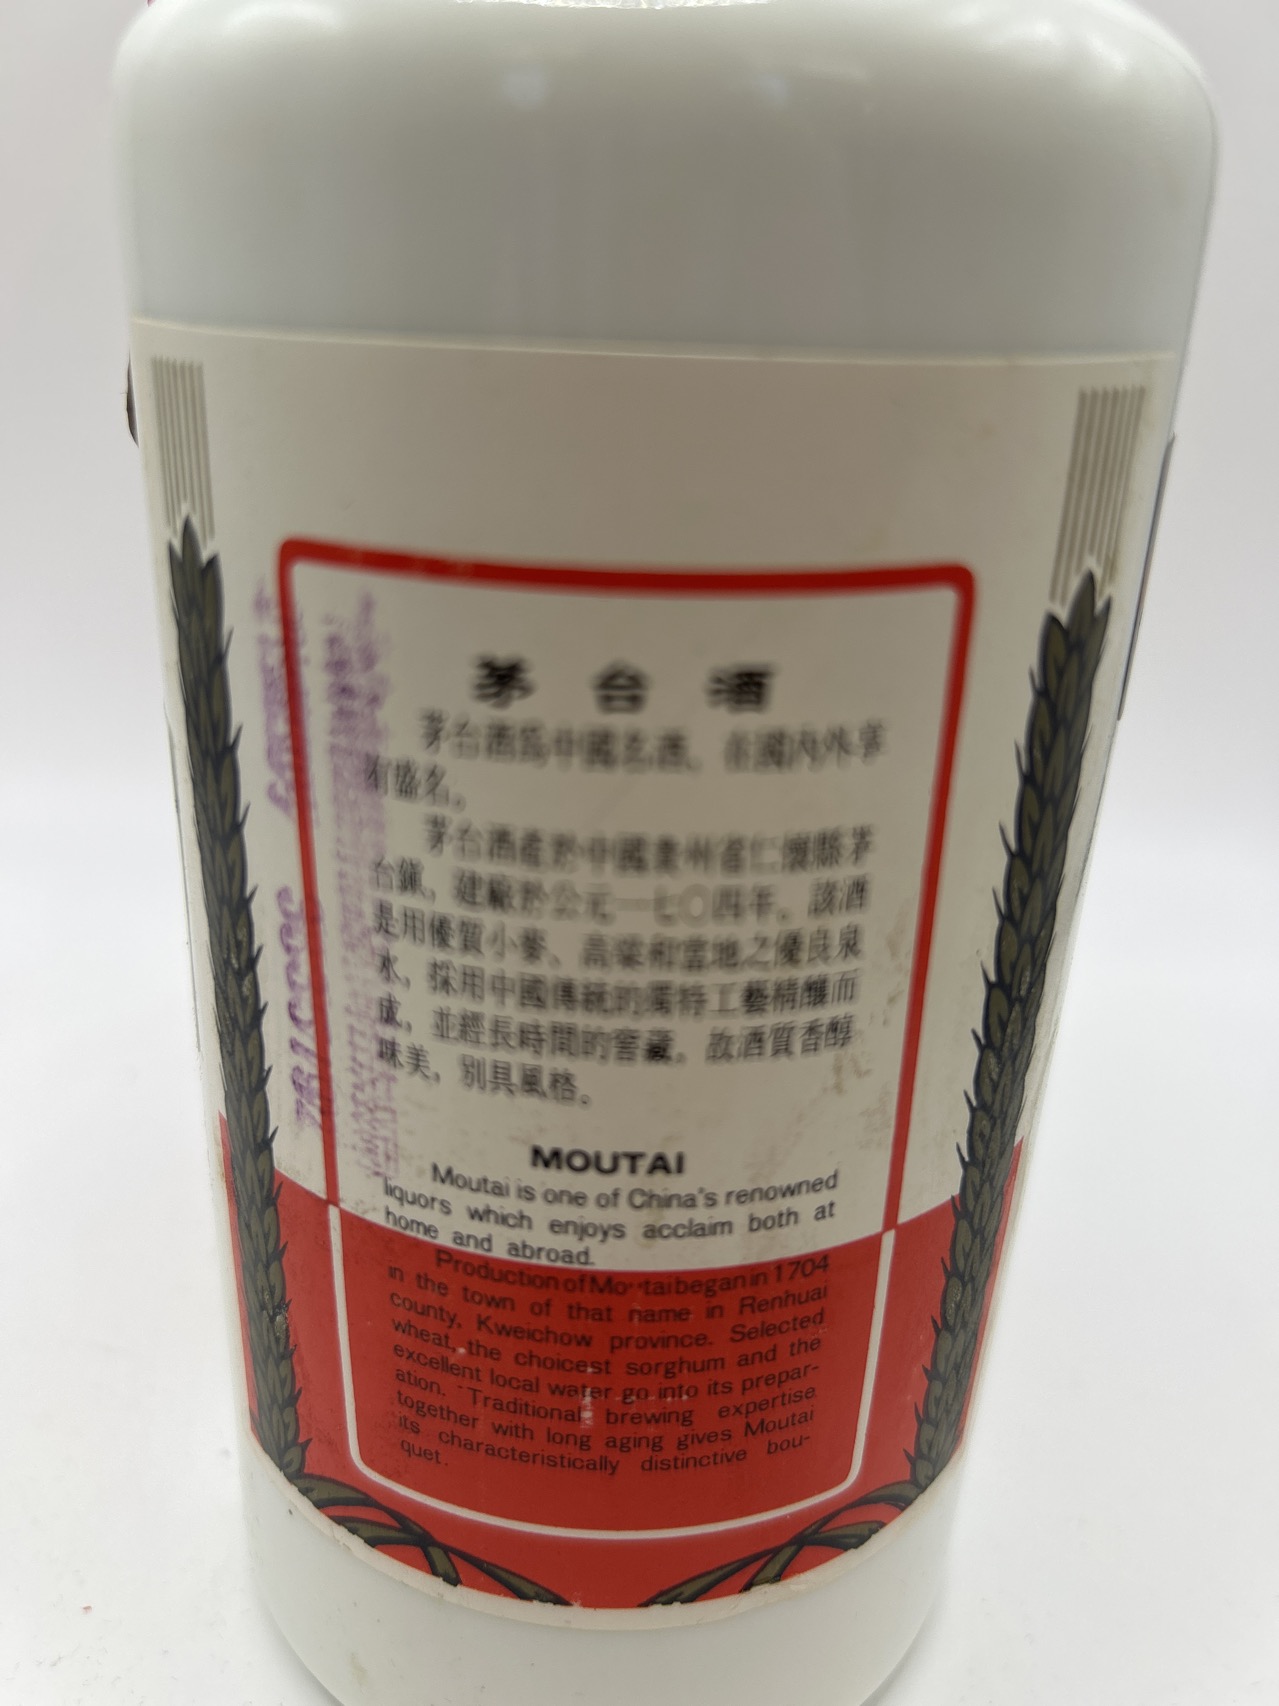 茅台酒
茅台酒爲中國名酒，在國內外享
有盛名。
茅台酒產於中國貴州省仁懷縣茅
台鎮，建廠於公元一七〇四年。該酒
是用優質小麥、高粱和當地之優良泉
水，採用中國傳統的獨特工藝精釀而
成，並經長時間的窖藏，故酒質香醇
味美，別具風格。
MOUTAI
Moutai is one of China's renowned
liquors which enjoys acclaim both at
home and abroad.
Production of Moutai began in 1704
in the town of that name in Renhuai
county, Kweichow province. Selected
wheat, the choicest sorghum and the
excellent local water go into its prepar-
ation. Traditional brewing expertise
together with long aging gives Moutai
its characteristically distinctive bou-
quet.